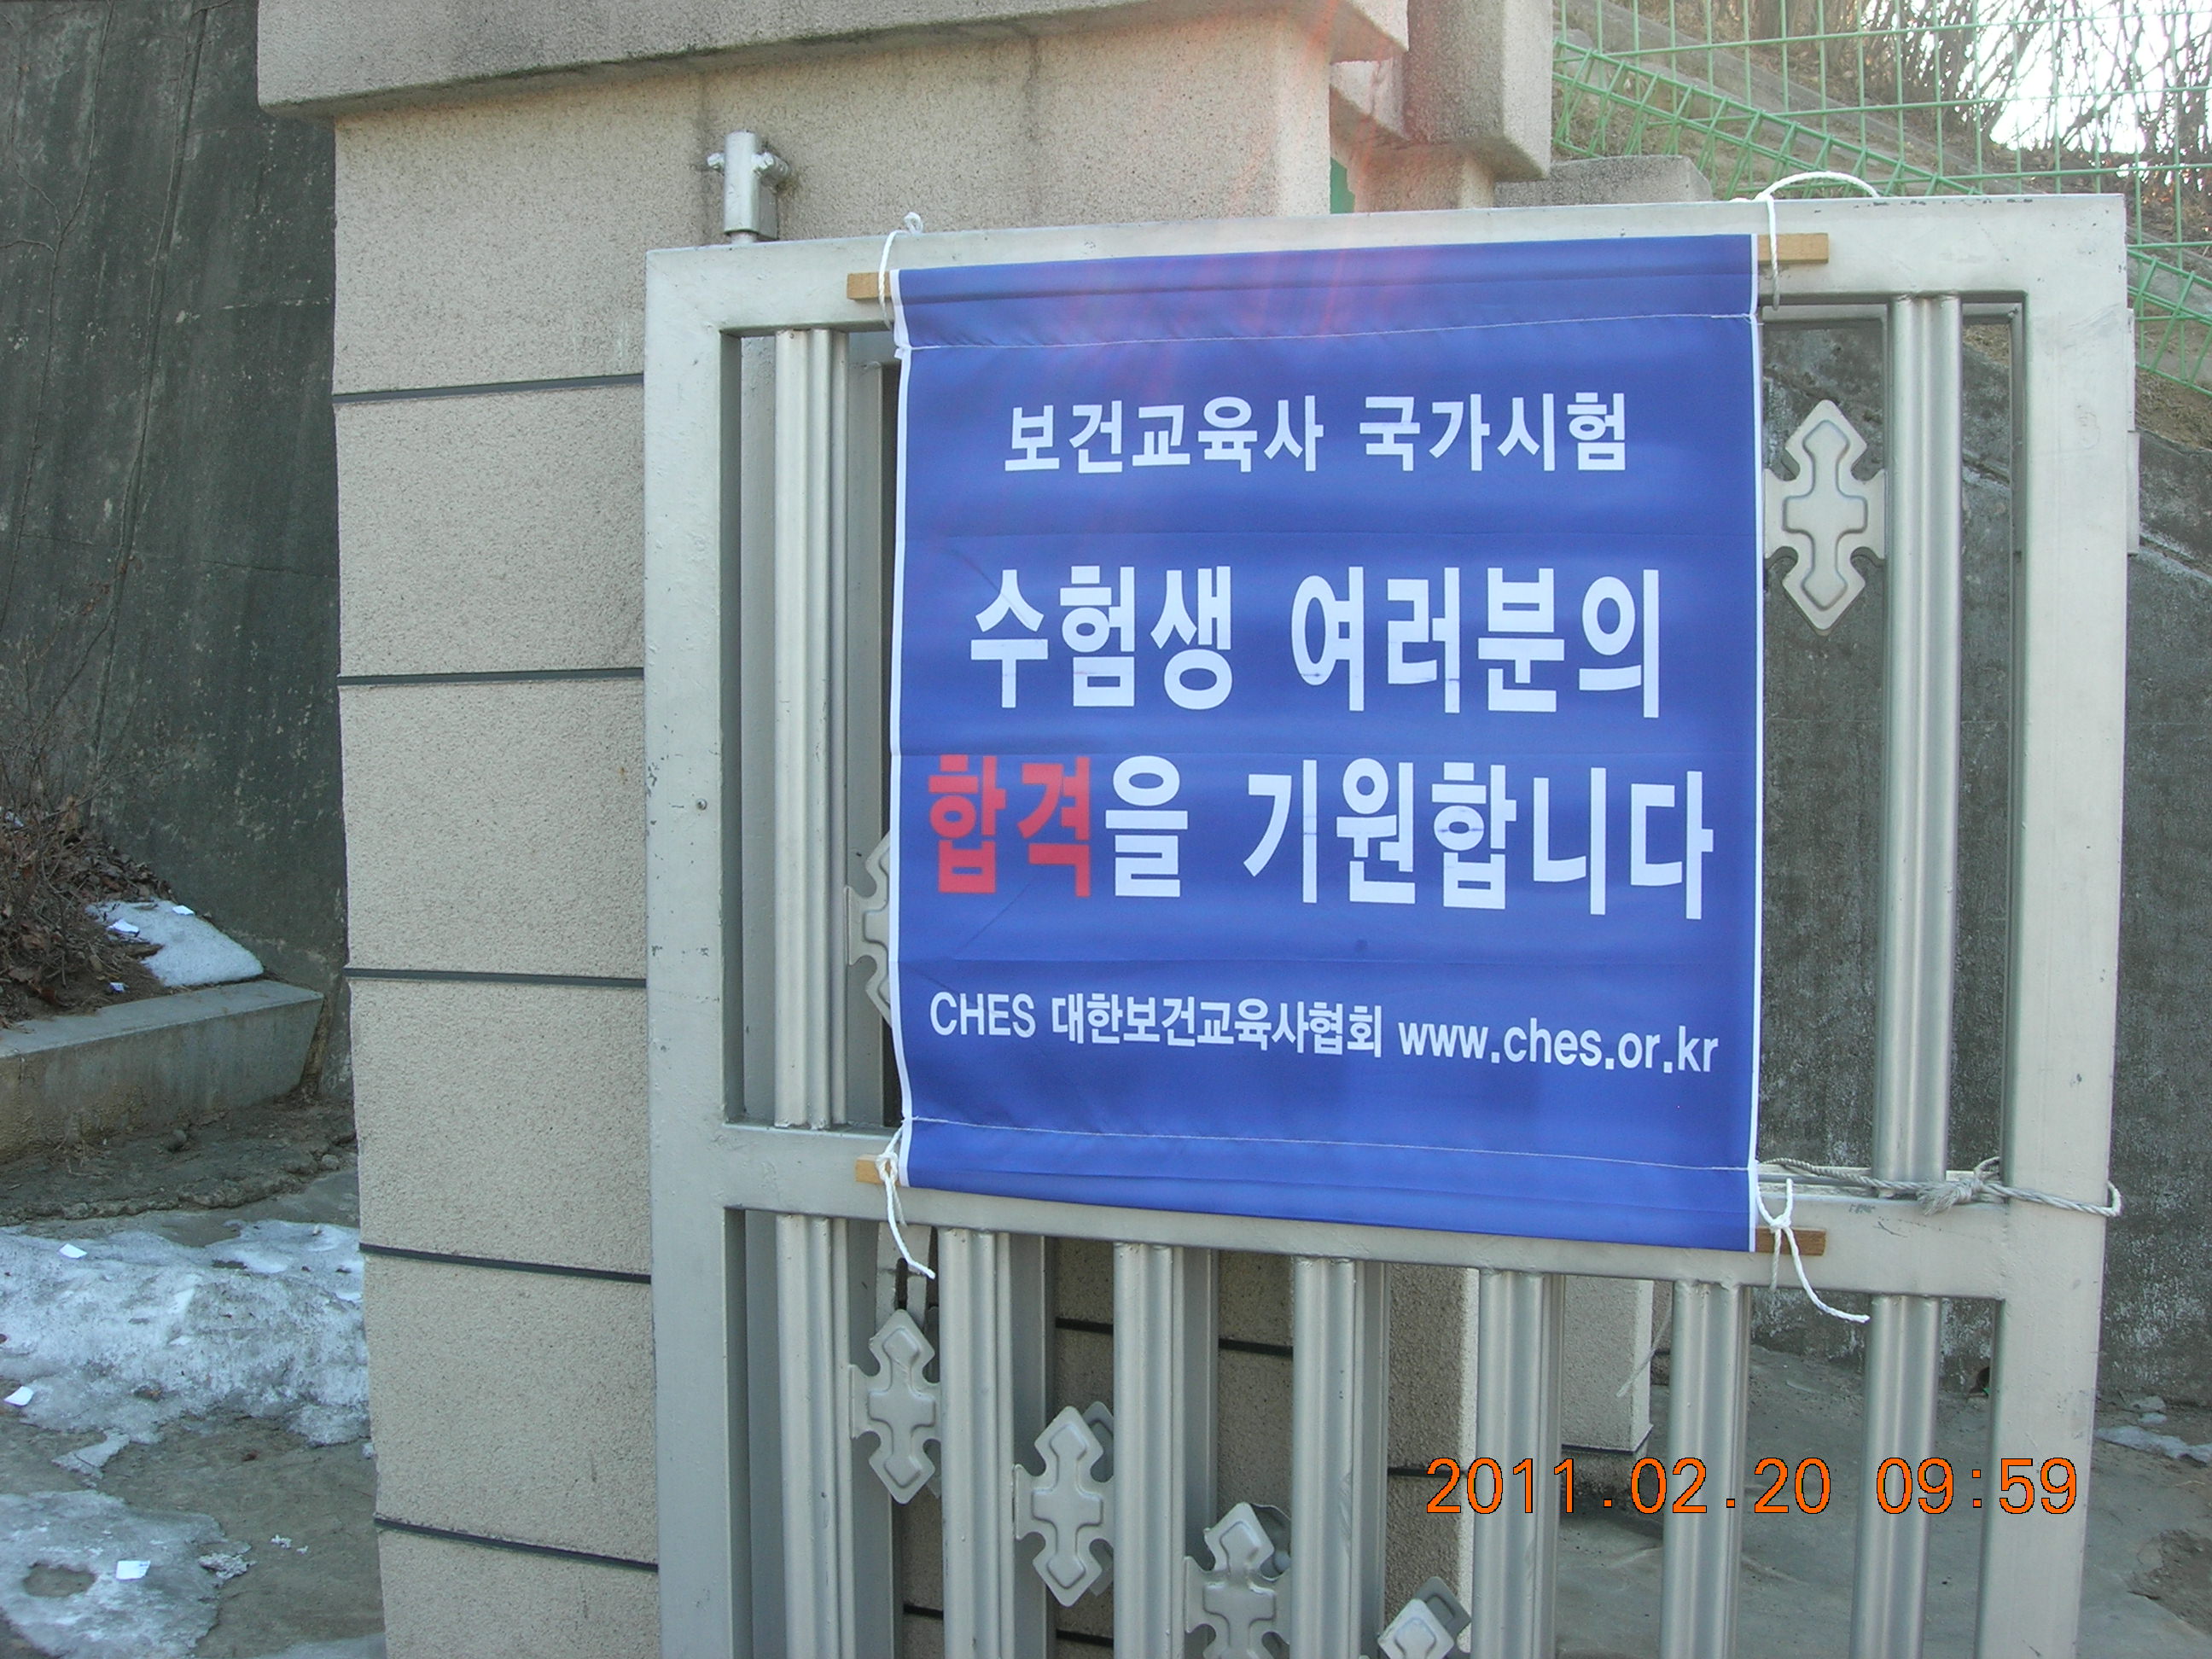 보건교육사 국가시험
수험생 여러분의
합격을 기원합니다
CHES 대한보건교육사협회 www.ches.or.kr
2011.02.20 09:59